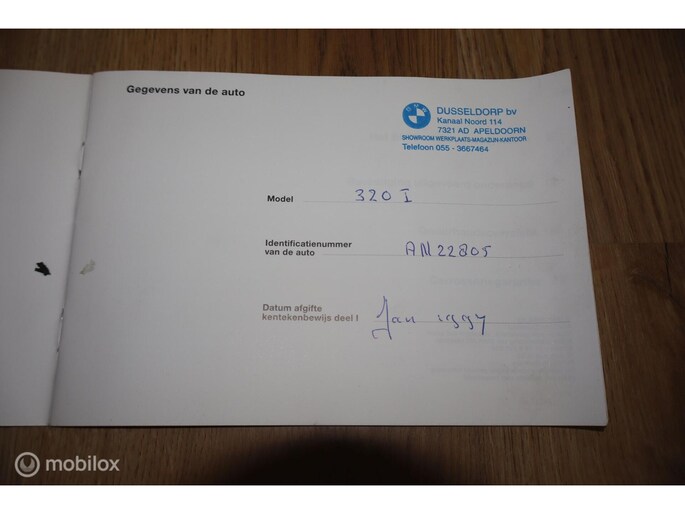 Gegevens van de auto
BMW
DUSSELDORP bv
Kanaal Noord 114
7321 AD APELDOORN
SHOWROOM WERKPLAATS-MAGAZIJN-KANTOOR
Telefoon 055 - 3667464
Model 320 I
Identificatienummer
van de auto AN22805
Datum afgifte
kentekenbewijs deel I Jan 1997
mobilox